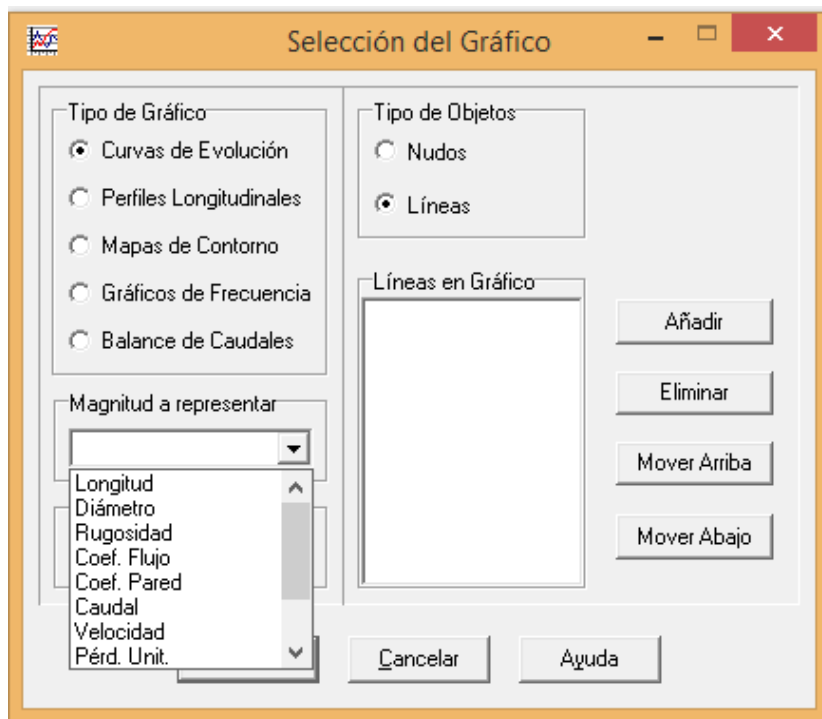 Selección del Gráfico
Tipo de Gráfico
Curvas de Evolución
Perfiles Longitudinales
Mapas de Contorno
Gráficos de Frecuencia
Balance de Caudales
Magnitud a representar
Longitud
Diámetro
Rugosidad
Coef. Flujo
Coef. Pared
Caudal
Velocidad
Pérd. Unit.
Tipo de Objetos
Nudos
Líneas
Líneas en Gráfico
Añadir
Eliminar
Mover Arriba
Mover Abajo
Cancelar
Ayuda